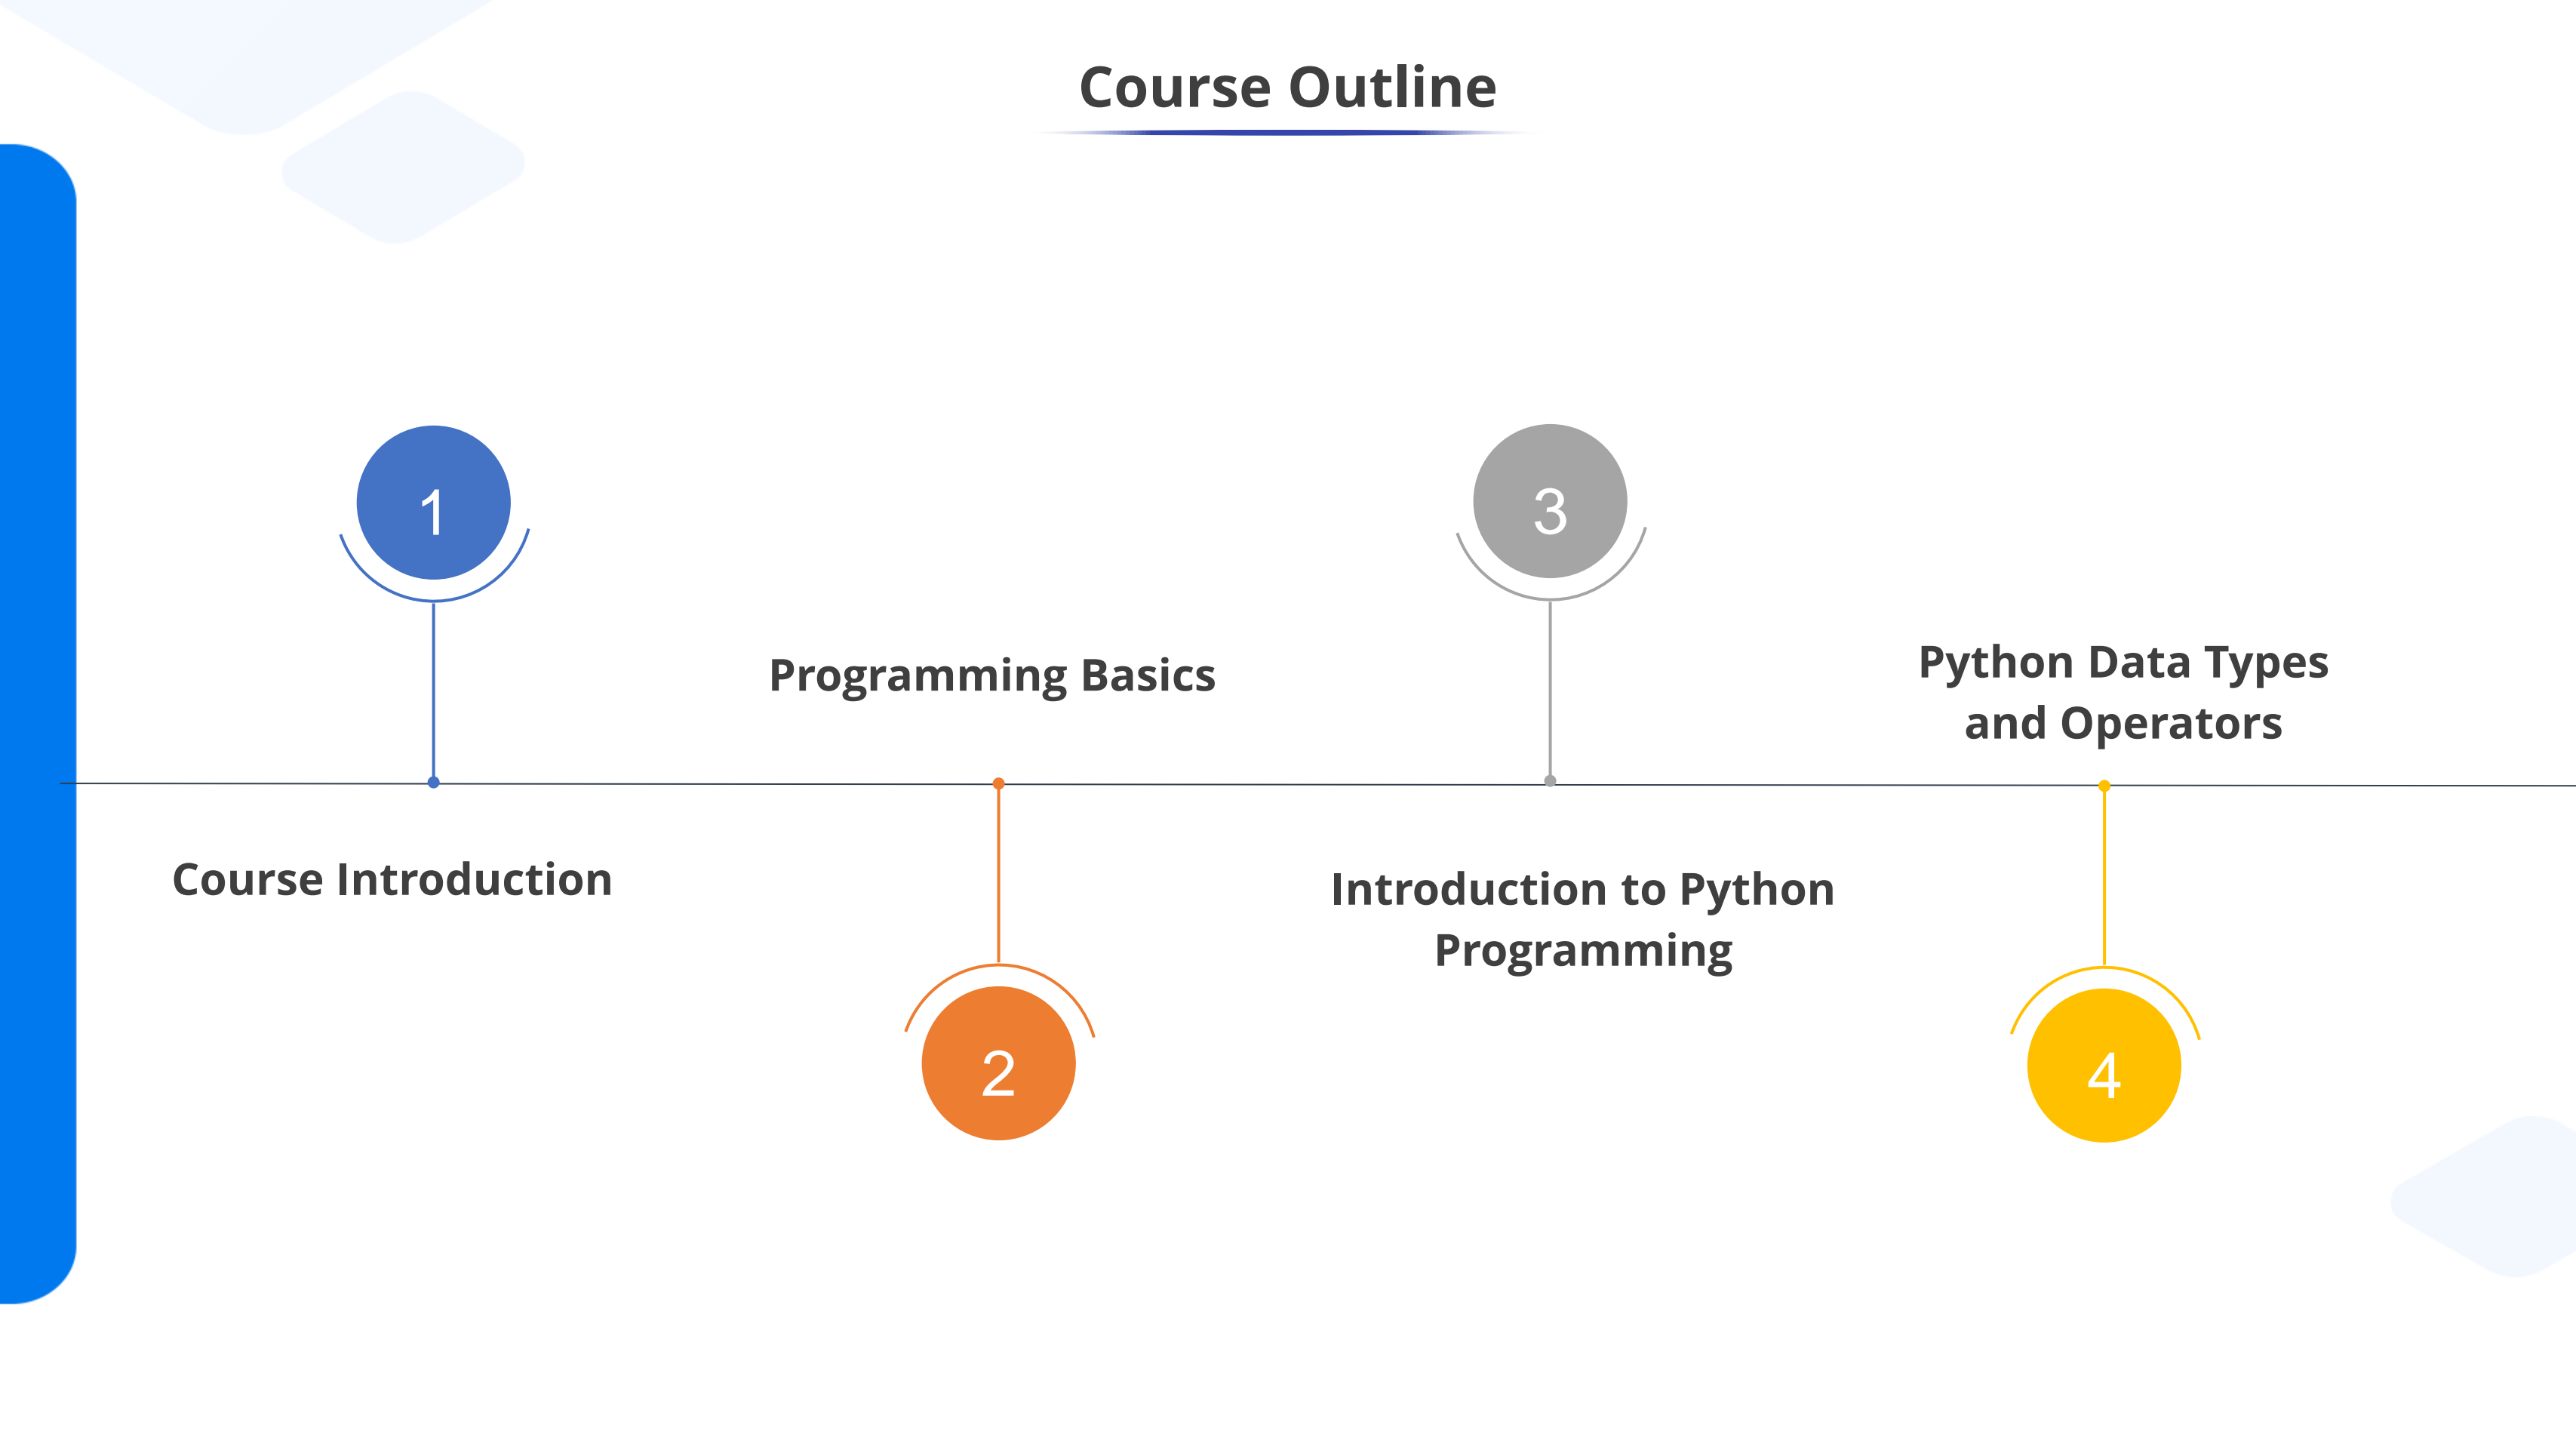 Course Outline
1
Course Introduction
Programming Basics
2
3
Introduction to Python
Programming
Python Data Types
and Operators
4